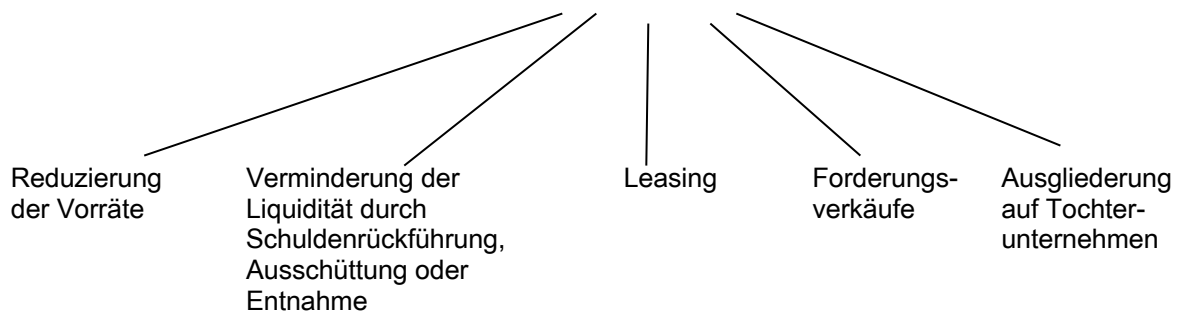 Reduzierung
der Vorräte
Verminderung der
Liquidität durch
Schuldenrückführung,
Ausschüttung oder
Entnahme
Leasing
Forderungs-
verkäufe
Ausgliederung
auf Tochter-
unternehmen